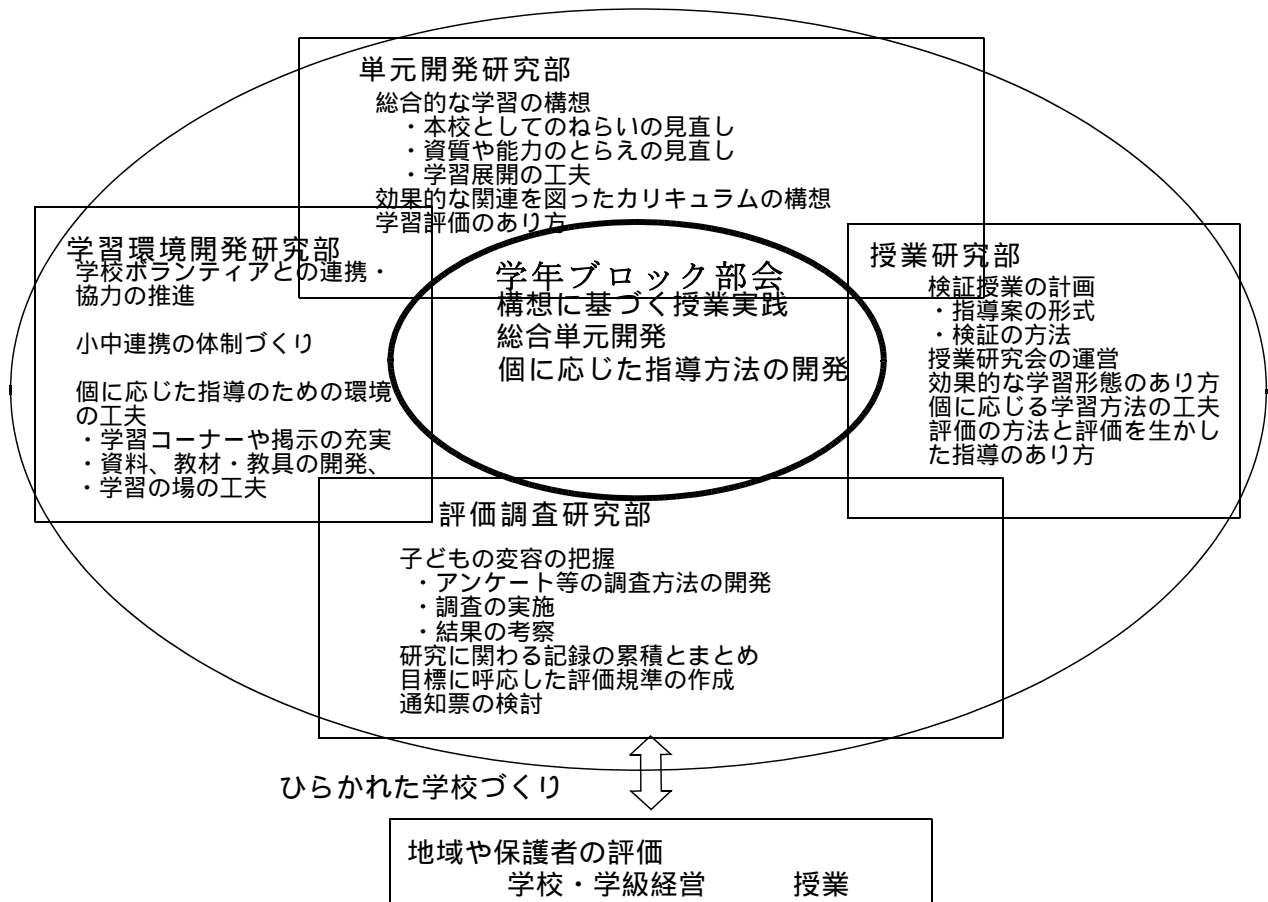 単元開発研究部
総合的な学習の構想
・本校としてのねらいの見直し
・資質や能力のとらえの見直し
・学習展開の工夫
効果的な関連を図ったカリキュラムの構想
学習評価のあり方
学習環境開発研究部
学校ボランティアとの連携・
協力の推進
小中連携の体制づくり
個に応じた指導のための環境
の工夫
・学習コーナーや掲示の充実
・資料、教材・教具の開発、
・学習の場の工夫
学年ブロック部会
構想に基づく授業実践
総合単元開発
個に応じた指導方法の開発
授業研究部
検証授業の計画
・指導案の形式
・検証の方法
授業研究会の運営
効果的な学習形態のあり方
個に応じる学習方法の工夫
評価の方法と評価を生かし
た指導のあり方
評価調査研究部
子どもの変容の把握
・アンケート等の調査方法の開発
・調査の実施
・結果の考察
研究に関わる記録の累積とまとめ
目標に呼応した評価規準の作成
通知票の検討
ひらかれた学校づくり
地域や保護者の評価
学校・学級経営　　授業